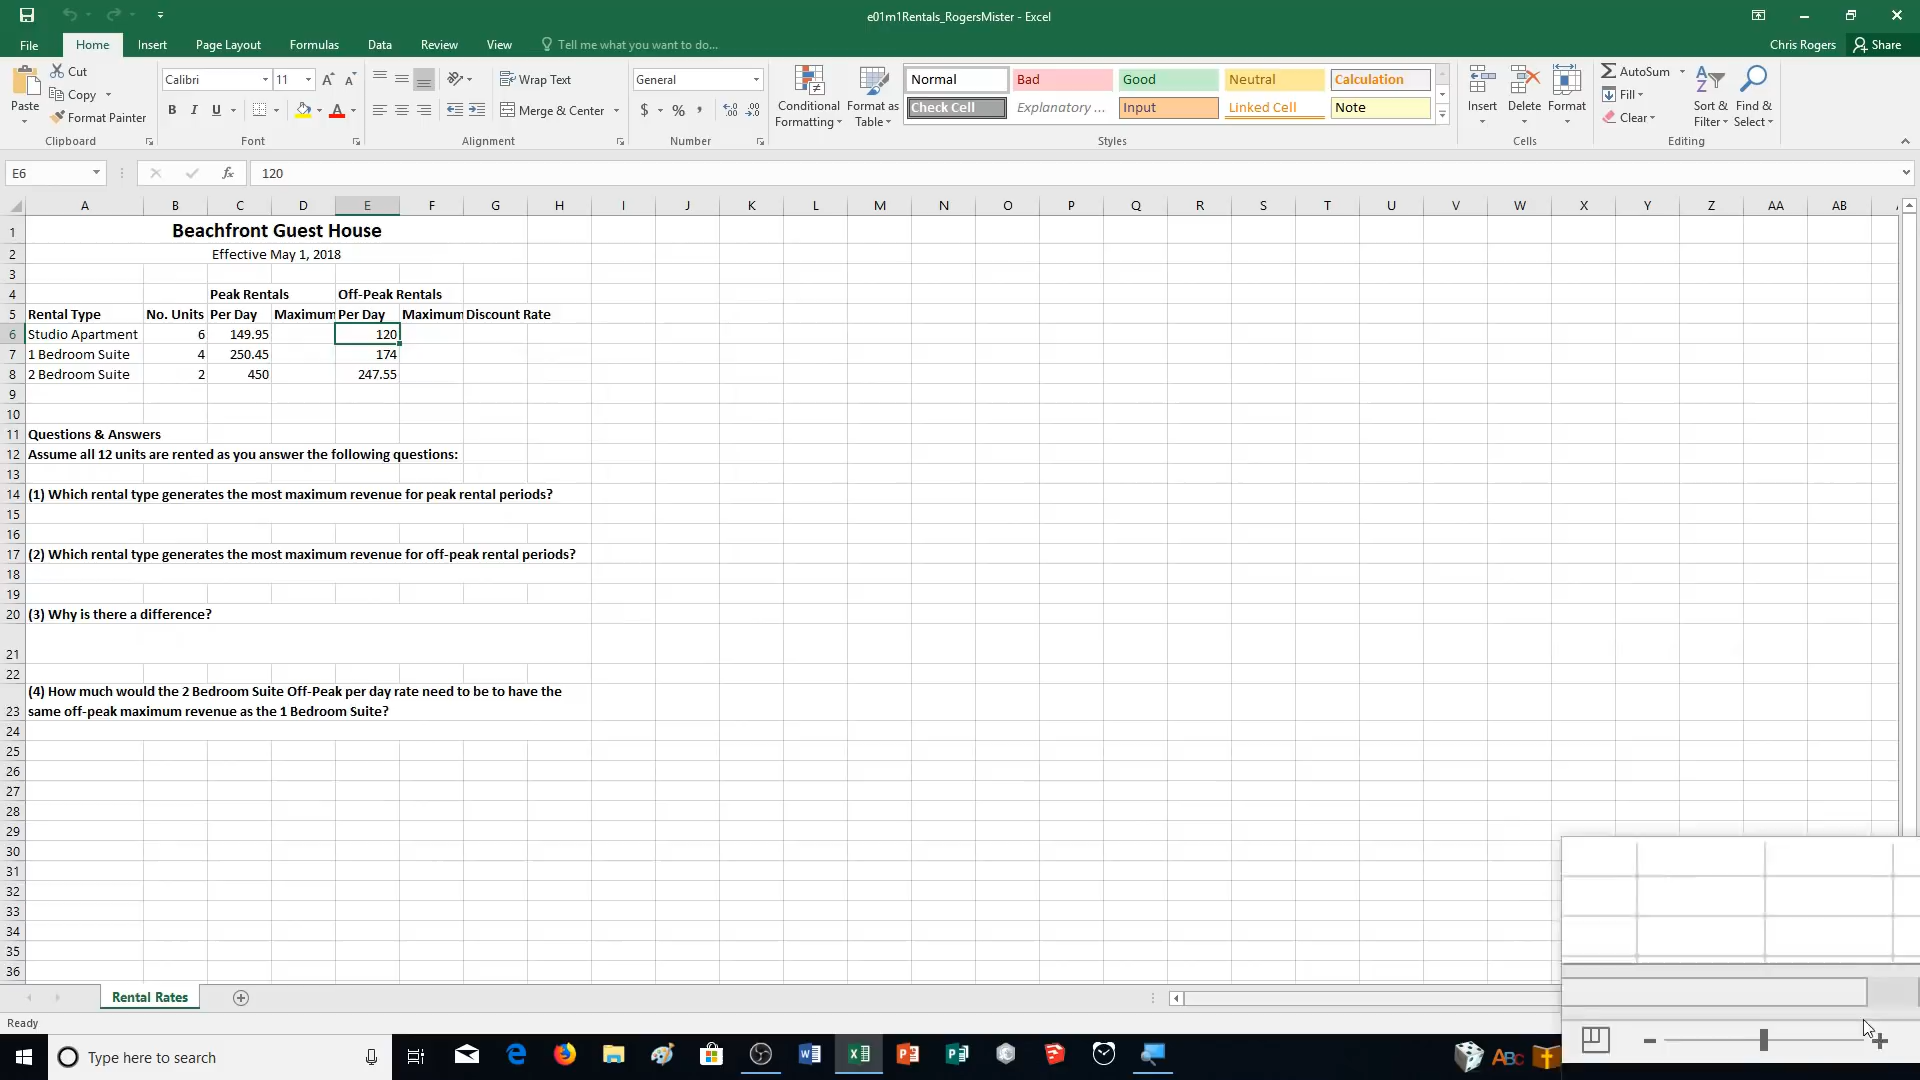 e01m1Rentals_RogersMister - Excel
File Home Insert Page Layout Formulas Data Review View Tell me what you want to do... Chris Rogers Share
Paste
Cut
Copy
Format Painter
Clipboard
Calibri 11 A A
B I U A
Font
Wrap Text
Merge & Center
Alignment
General
$ % ,
Number
Conditional Formatting
Format as Table
Normal Bad Good Neutral Calculation
Check Cell Explanatory ... Input Linked Cell Note
Styles
Insert Delete Format
Cells
AutoSum
Fill
Clear
Sort & Filter
Find & Select
Editing
E6 fx 120
A B C D E F G H I J K L M N O P Q R S T U V W X Y Z AA AB
1 Beachfront Guest House
2 Effective May 1, 2018
3
4 Peak Rentals Off-Peak Rentals
5 Rental Type No. Units Per Day Maximum Per Day Maximum Discount Rate
6 Studio Apartment 6 149.95 120
7 1 Bedroom Suite 4 250.45 174
8 2 Bedroom Suite 2 450 247.55
9
10
11 Questions & Answers
12 Assume all 12 units are rented as you answer the following questions:
13
14 (1) Which rental type generates the most maximum revenue for peak rental periods?
15
16
17 (2) Which rental type generates the most maximum revenue for off-peak rental periods?
18
19
20 (3) Why is there a difference?
21
22
(4) How much would the 2 Bedroom Suite Off-Peak per day rate need to be to have the
23 same off-peak maximum revenue as the 1 Bedroom Suite?
24
25
26
27
28
29
30
31
32
33
34
35
36
Rental Rates
Ready
Type here to search